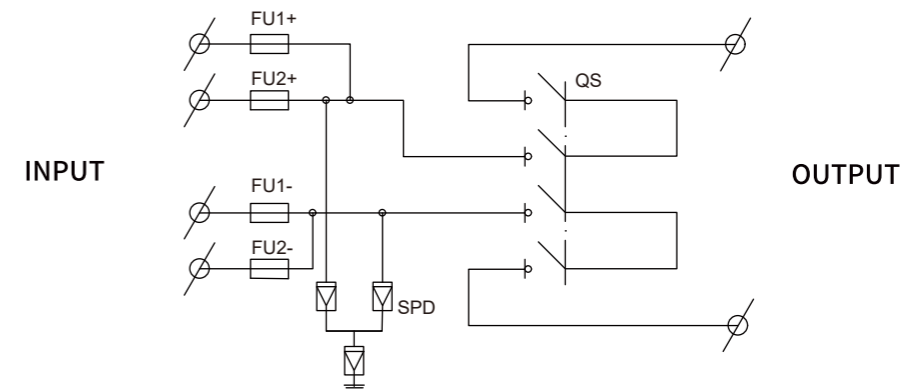 FU1+
FU2+
QS
INPUT
OUTPUT
FU1-
FU2-
SPD